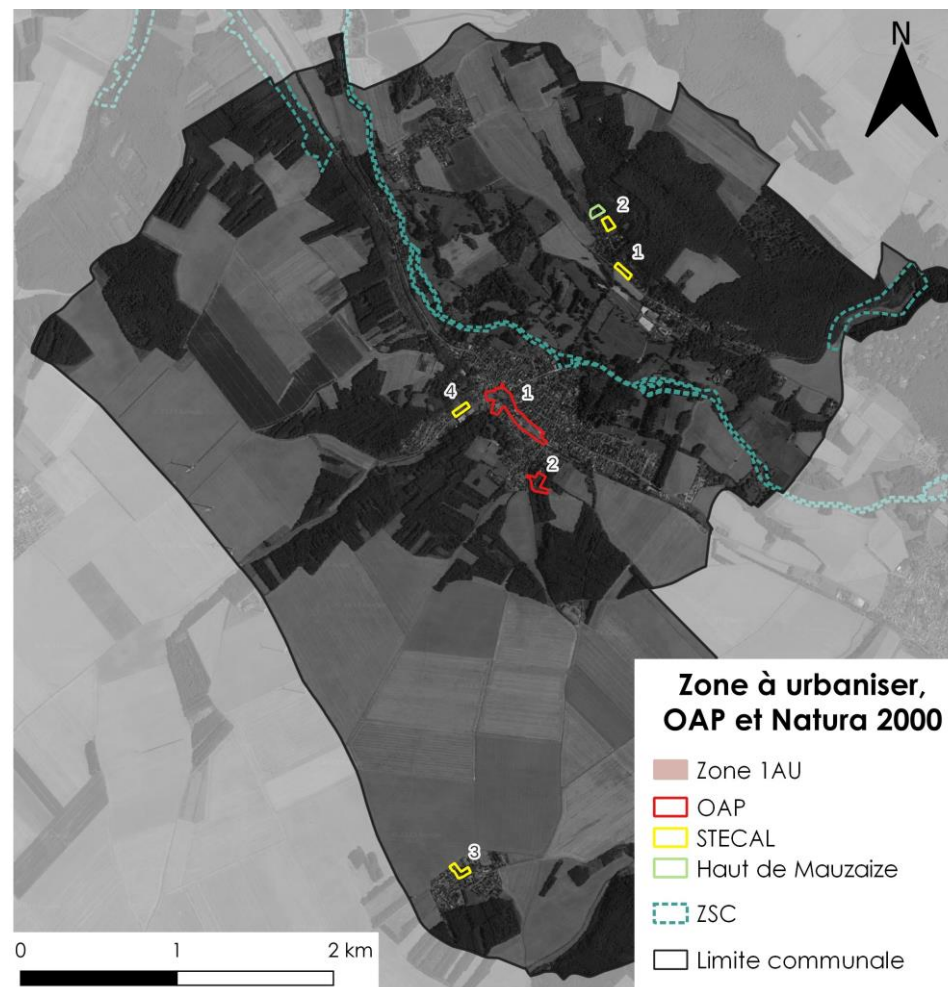 N
2
1
4
1
2
3
0 1 2 km
Zone à urbaniser,
OAP et Natura 2000
Zone 1AU
OAP
STECAL
Haut de Mauzaize
ZSC
Limite communale